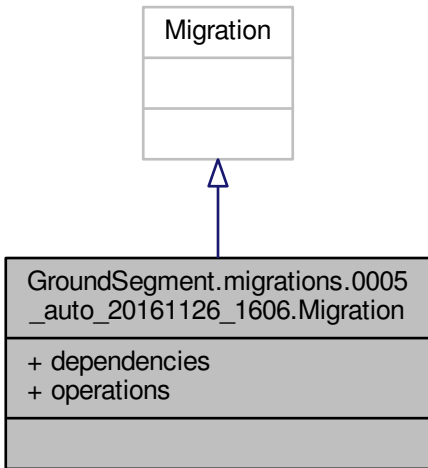 Migration
GroundSegment.migrations.0005
_auto_20161126_1606.Migration
+ dependencies
+ operations